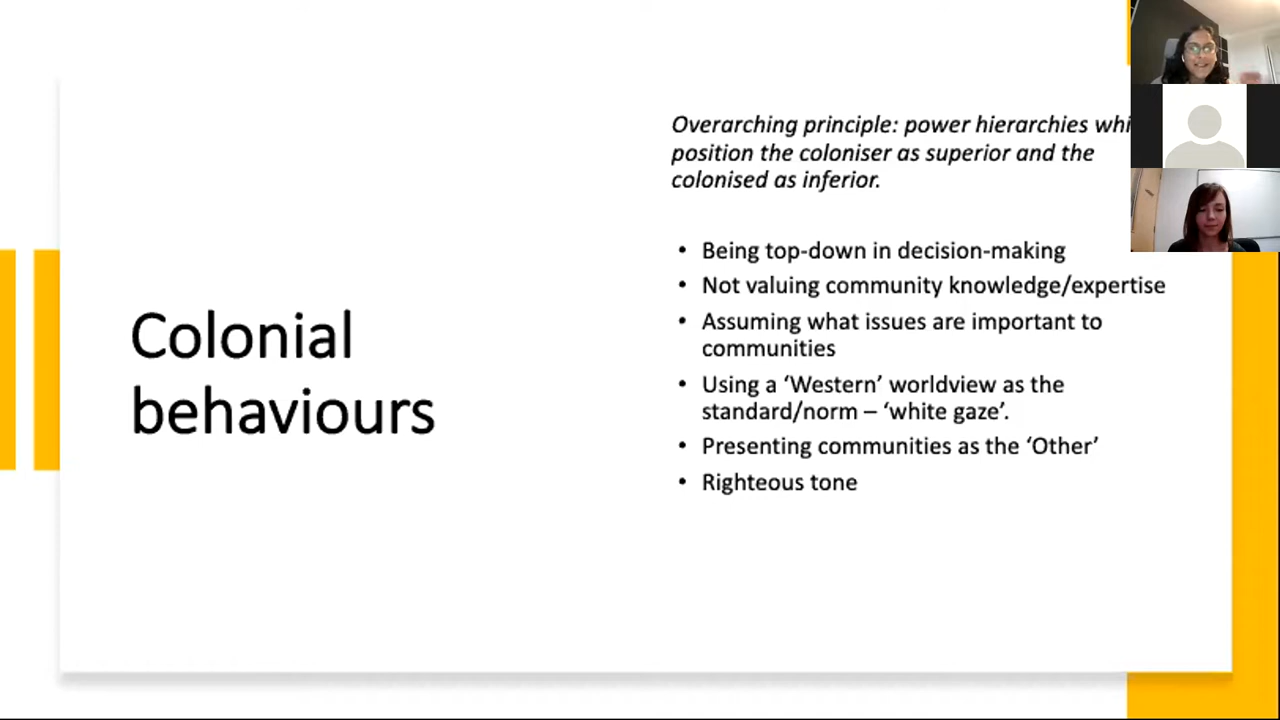 Colonial
behaviours
Overarching principle: power hierarchies
position the coloniser as superior and the
colonised as inferior.
• Being top-down in decision-making
• Not valuing community knowledge/expertise
• Assuming what issues are important to
communities
• Using a ‘Western’ worldview as the
standard/norm – ‘white gaze’.
• Presenting communities as the ‘Other’
• Righteous tone